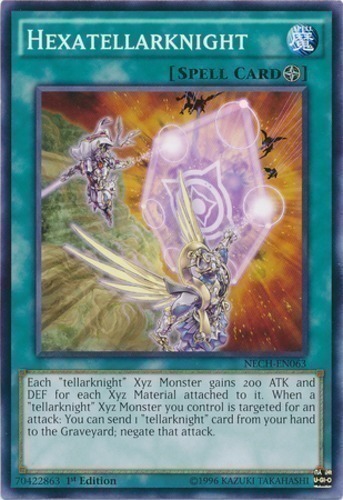 HEXATELLARKNIGHT
[SPELL CARD]
NECH-EN063
Each "tellarknight" Xyz Monster gains 200 ATK and
DEF for each Xyz Material attached to it. When a
"tellarknight" Xyz Monster you control is targeted for an
attack: You can send 1 "tellarknight" card from your hand
to the Graveyard; negate that attack.
70422863 1st Edition ©1996 KAZUKI TAKAHASHI